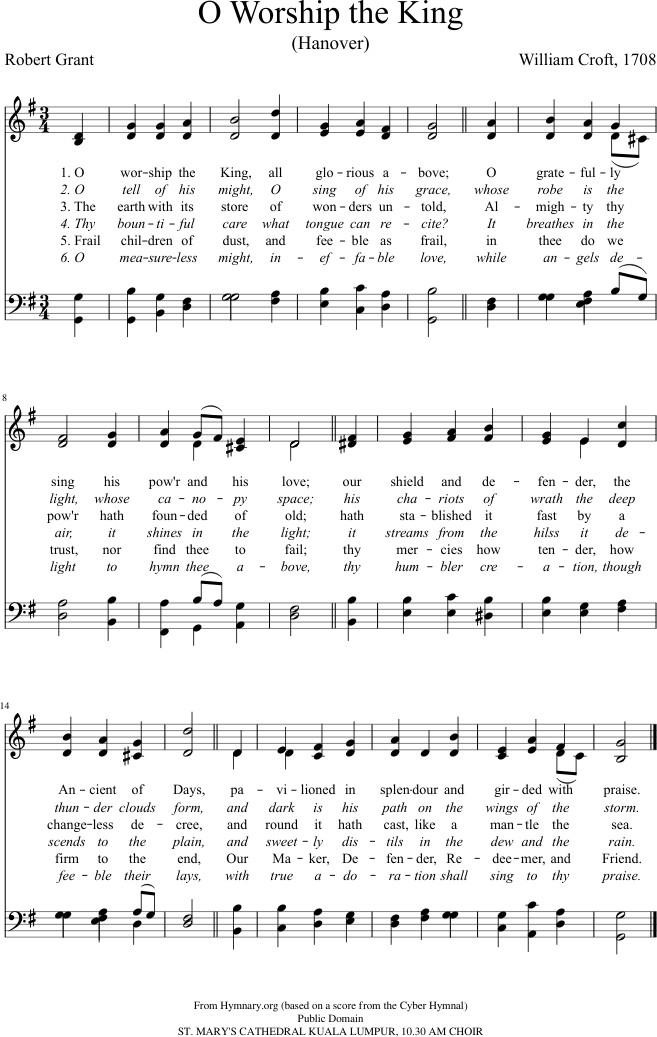 O Worship the King
(Hanover)
Robert Grant
William Croft, 1708
3
4
1. O wor-ship the King, all glo-rious a-bove; O grate-ful-ly
2. O tell of his might, O sing of his grace, whose robe is the
3. The earth with its store of won-ders un-told, Al-migh-ty thy
4. Thy boun-ti-ful care what tongue can re-cite? It breathes in the
5. Frail chil-dren of dust, and fee-ble as frail, in thee do we
6. O mea-sure-less might, in-ef-fa-ble love, while an-gels de-
3
4
8
sing his pow'r and his love; our shield and de-fen-der, the
light, whose ca-no-py space; his cha-riots of wrath the deep
pow'r hath foun-ded of old; hath sta-blished it fast by a
air, it shines in the light; it streams from the hilss it de-
trust, nor find thee to fail; thy mer-cies how ten-der, how
light to hymn thee a-bove, thy hum-bler cre-a-tion, though
14
An-cient of Days, pa-vi-lioned in splen-dour and gir-ded with praise.
thun-der clouds form, and dark is his path on the wings of the storm.
change-less de-cree, and round it hath cast, like a man-tle the sea.
scends to the plain, and sweet-ly dis-tils in the dew and the rain.
firm to the end, Our Ma-ker, De-fen-der, Re-dee-mer, and Friend.
fee-ble their lays, with true a-do-ra-tion shall sing to thy praise.
From Hymnary.org (based on a score from the Cyber Hymnal)
Public Domain
ST. MARY'S CATHEDRAL KUALA LUMPUR, 10.30 AM CHOIR